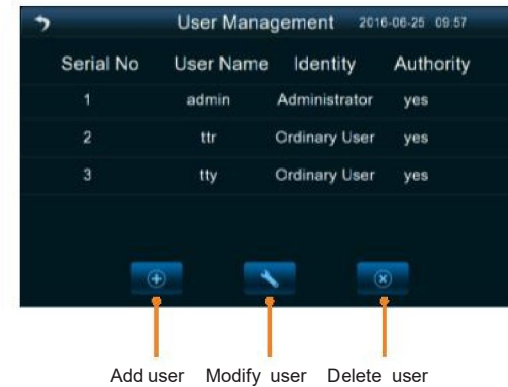 User Management 2016-06-25 09:57
Serial No User Name Identity Authority
1 admin Administrator yes
2 ttr Ordinary User yes
3 tty Ordinary User yes
Add user Modify user Delete user